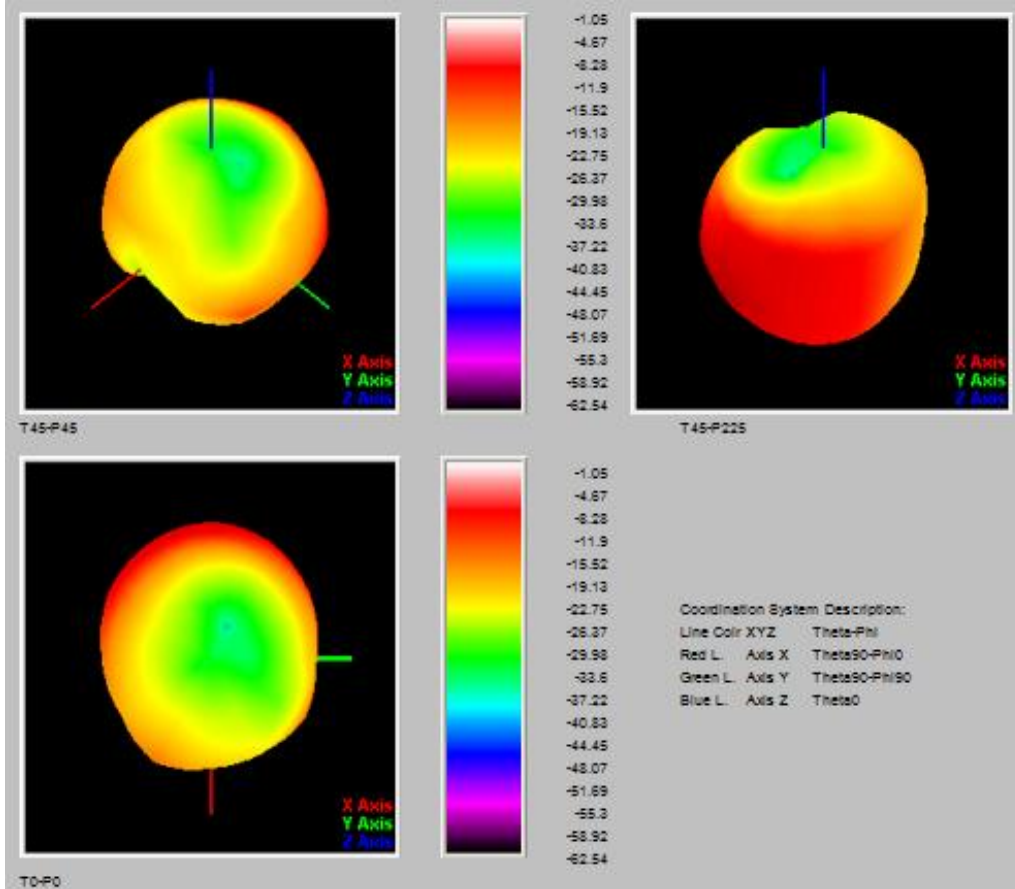 -1.05
-4.67
-8.28
-11.9
-15.52
-19.13
-22.75
-26.37
-29.98
-33.6
-37.22
-40.83
-44.45
-48.07
-51.69
-55.3
-58.92
-62.54
X Axis
Y Axis
Z Axis
X Axis
Y Axis
Z Axis
T45-P45
T45-P225
-1.05
-4.67
-8.28
-11.9
-15.52
-19.13
-22.75
-26.37
-29.98
-33.6
-37.22
-40.83
-44.45
-48.07
-51.69
-55.3
-58.92
-62.54
Coordination System Description:
Line Colr XYZ Theta-Phi
Red L. Axis X Theta90-Phi0
Green L. Axis Y Theta90-Phi90
Blue L. Axis Z Theta0
X Axis
Y Axis
Z Axis
T0-P0